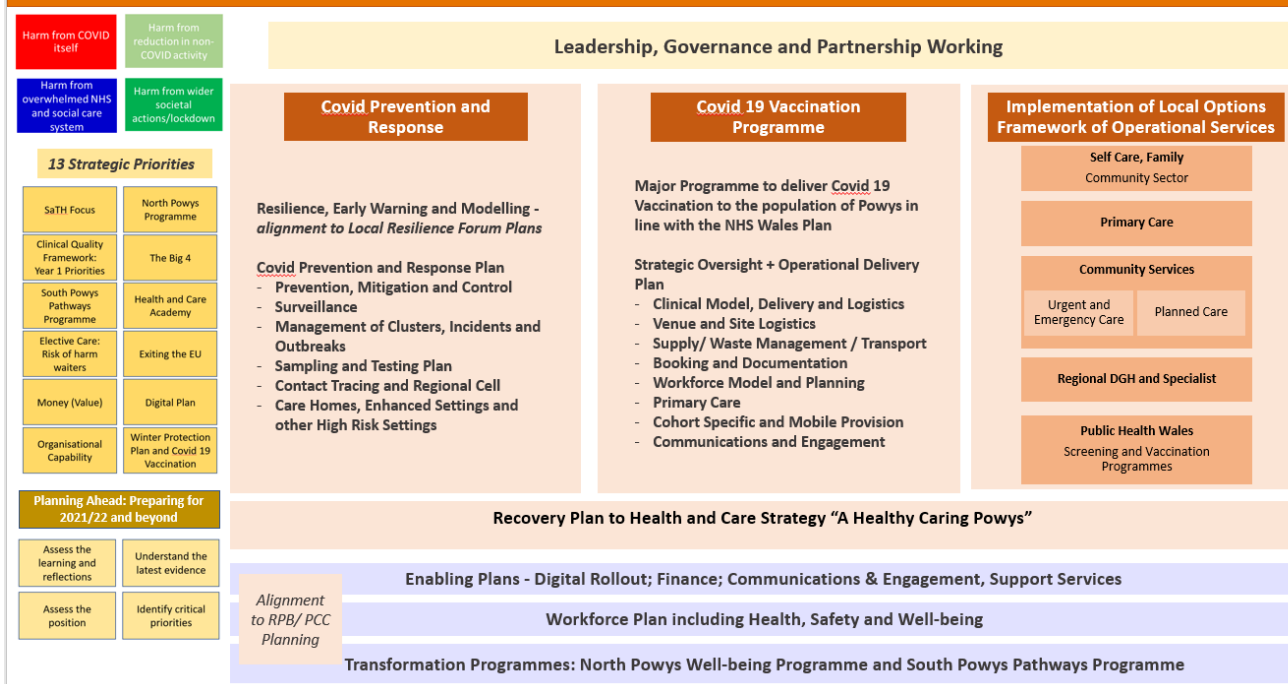 Harm from COVID
itself
Harm from
reduction in non-
COVID activity
Harm from
overwhelmed NHS
and social care
system
Harm from wider
societal
actions/lockdown
13 Strategic Priorities
SaTH Focus
North Powys
Programme
Clinical Quality
Framework:
Year 1 Priorities
The Big 4
South Powys
Pathways
Programme
Health and Care
Academy
Elective Care:
Risk of harm
waiters
Exiting the EU
Money (Value)
Digital Plan
Organisational
Capability
Winter Protection
Plan and Covid 19
Vaccination
Planning Ahead: Preparing for
2021/22 and beyond
Assess the
learning and
reflections
Understand the
latest evidence
Assess the
position
Identify critical
priorities
Leadership, Governance and Partnership Working
Covid Prevention and
Response
Resilience, Early Warning and Modelling -
alignment to Local Resilience Forum Plans
Covid Prevention and Response Plan
- Prevention, Mitigation and Control
- Surveillance
- Management of Clusters, Incidents and
Outbreaks
- Sampling and Testing Plan
- Contact Tracing and Regional Cell
- Care Homes, Enhanced Settings and
other High Risk Settings
Covid 19 Vaccination
Programme
Major Programme to deliver Covid 19
Vaccination to the population of Powys in
line with the NHS Wales Plan
Strategic Oversight + Operational Delivery
Plan
- Clinical Model, Delivery and Logistics
- Venue and Site Logistics
- Supply/ Waste Management / Transport
- Booking and Documentation
- Workforce Model and Planning
- Primary Care
- Cohort Specific and Mobile Provision
- Communications and Engagement
Implementation of Local Options
Framework of Operational Services
Self Care, Family
Community Sector
Primary Care
Community Services
Urgent and
Emergency Care
Planned Care
Regional DGH and Specialist
Public Health Wales
Screening and Vaccination
Programmes
Recovery Plan to Health and Care Strategy “A Healthy Caring Powys”
Alignment
to RPB/ PCC
Planning
Enabling Plans - Digital Rollout; Finance; Communications & Engagement, Support Services
Workforce Plan including Health, Safety and Well-being
Transformation Programmes: North Powys Well-being Programme and South Powys Pathways Programme